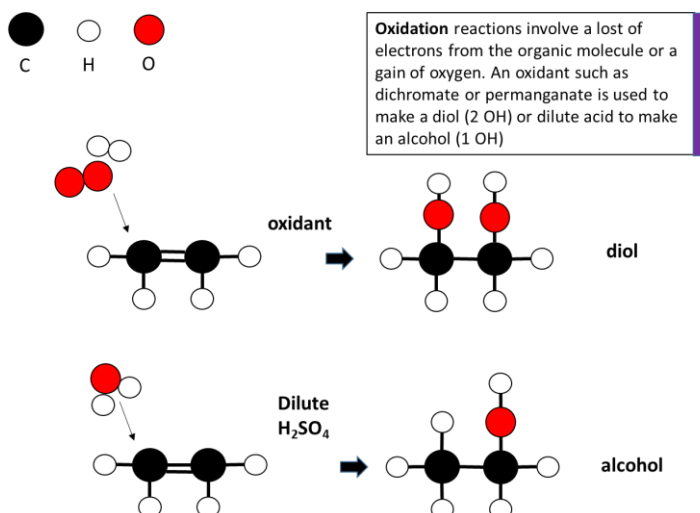 C H O
Oxidation reactions involve a lost of
electrons from the organic molecule or a
gain of oxygen. An oxidant such as
dichromate or permanganate is used to
make a diol (2 OH) or dilute acid to make
an alcohol (1 OH)
oxidant
diol
Dilute
H₂SO₄
alcohol